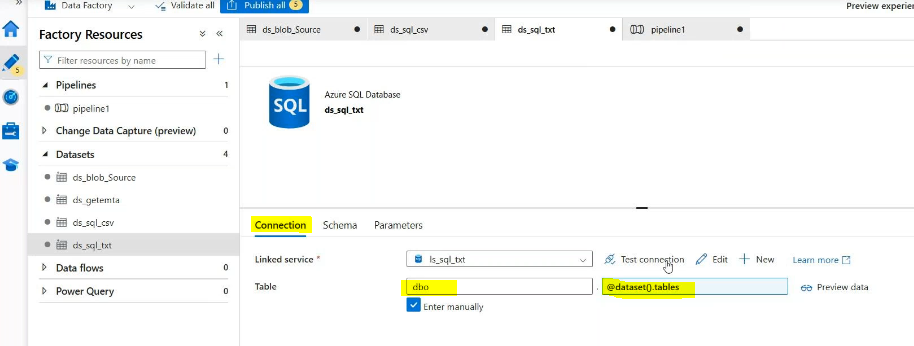 Data Factory
Validate all
Publish all 5
Preview experien
Factory Resources
ds_blob_Source
ds_sql_csv
ds_sql_txt
pipeline1
Filter resources by name
5
Pipelines 1
pipeline1
Change Data Capture (preview) 0
Datasets 4
ds_blob_Source
ds_getemta
ds_sql_csv
ds_sql_txt
Data flows 0
Power Query 0
SQL
Azure SQL Database
ds_sql_txt
Connection
Schema
Parameters
Linked service *
ls_sql_txt
Test connection
Edit
New
Learn more
Table
dbo
.
@dataset().tables
Preview data
Enter manually